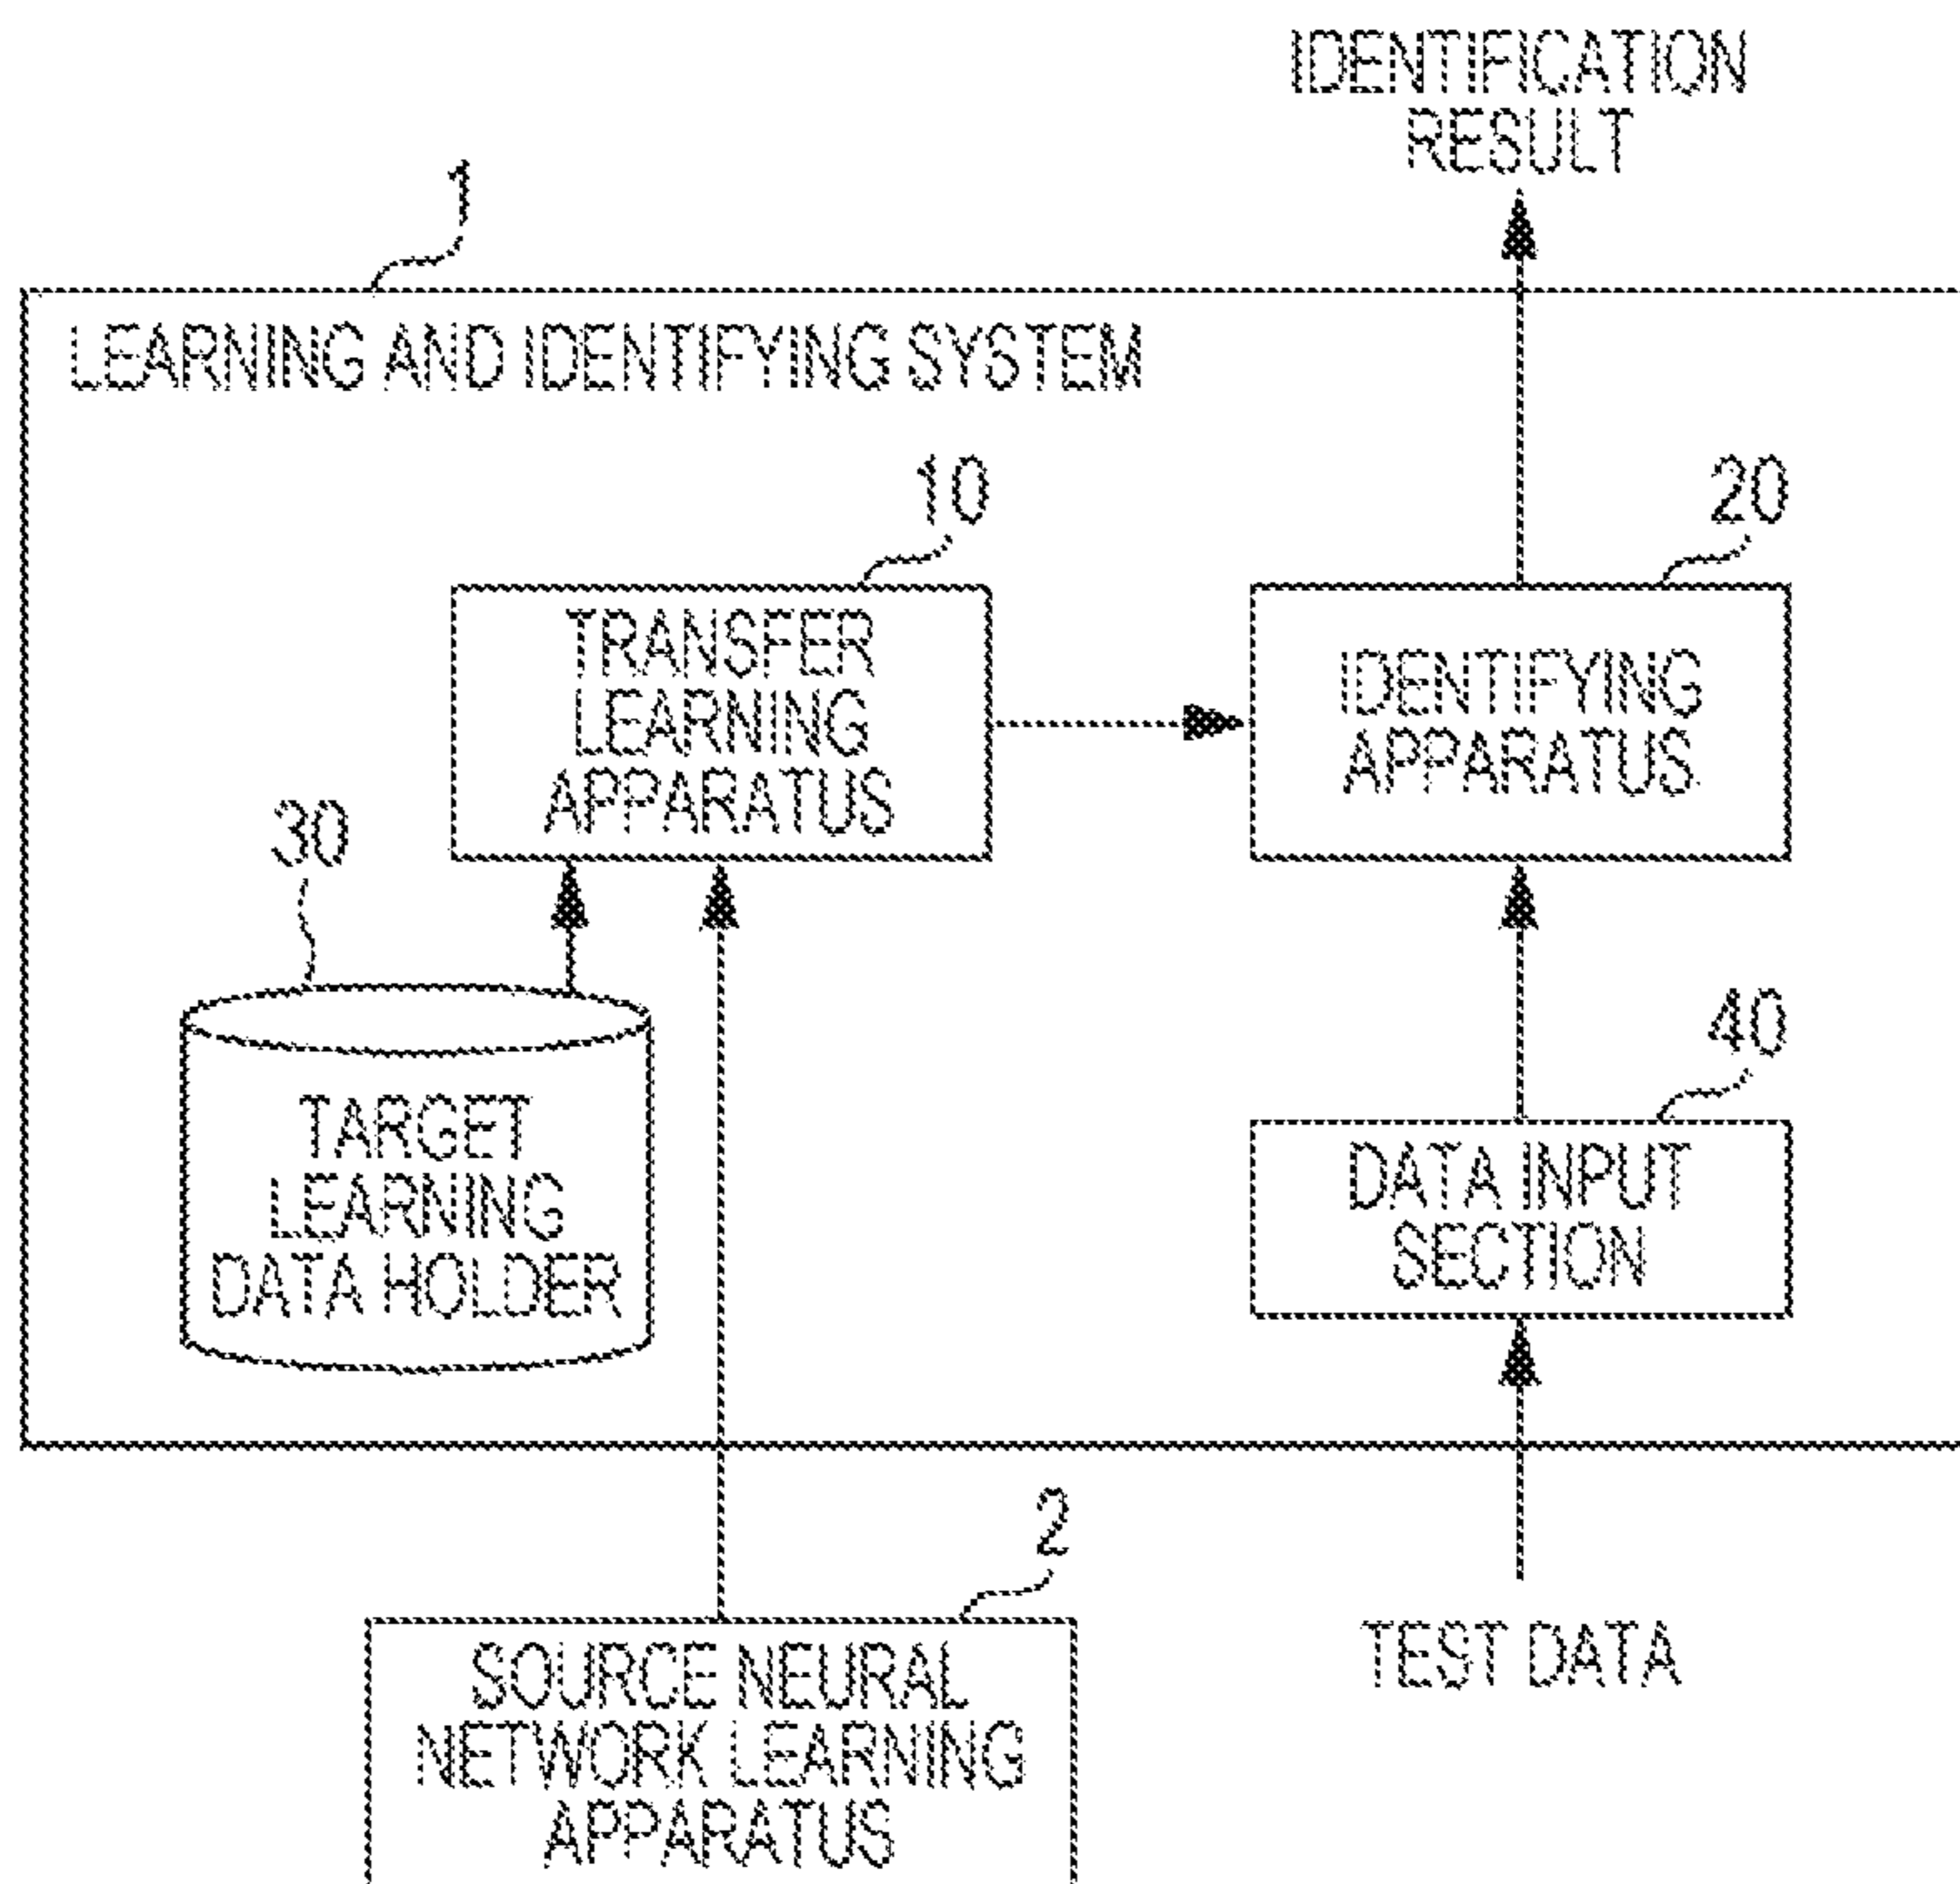 IDENTIFICATION
RESULT
1
LEARNING AND IDENTIFYING SYSTEM
10
20
TRANSFER
LEARNING
APPARATUS
IDENTIFYING
APPARATUS
30
40
TARGET
LEARNING
DATA HOLDER
DATA INPUT
SECTION
2
SOURCE NEURAL
NETWORK LEARNING
APPARATUS
TEST DATA